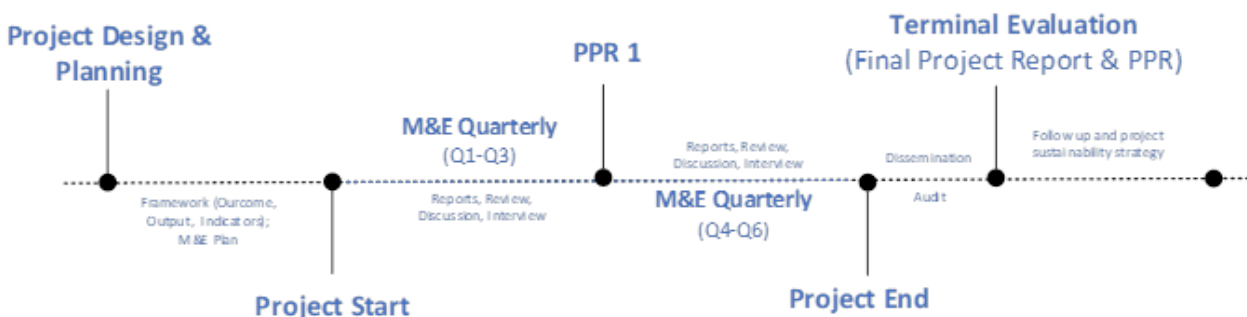 Project Design &
Planning
Framework (Ourcome,
Output, Indicators);
M&E Plan
Project Start
M&E Quarterly
(Q1-Q3)
Reports, Review,
Discussion, Interview
PPR 1
Reports, Review,
Discussion, Interview
M&E Quarterly
(Q4-Q6)
Project End
Dissemination
Audit
Terminal Evaluation
(Final Project Report & PPR)
Follow up and project
sustainability strategy